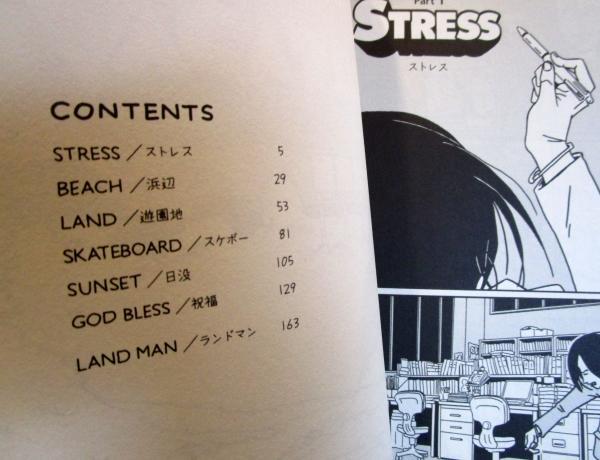 CONTENTS
STRESS／ストレス 5
BEACH／浜辺 29
LAND／遊園地 53
SKATEBOARD／スケボー 81
SUNSET／日没 105
GOD BLESS／祝福 129
LAND MAN／ランドマン 163
Part 1
STRESS
ストレス